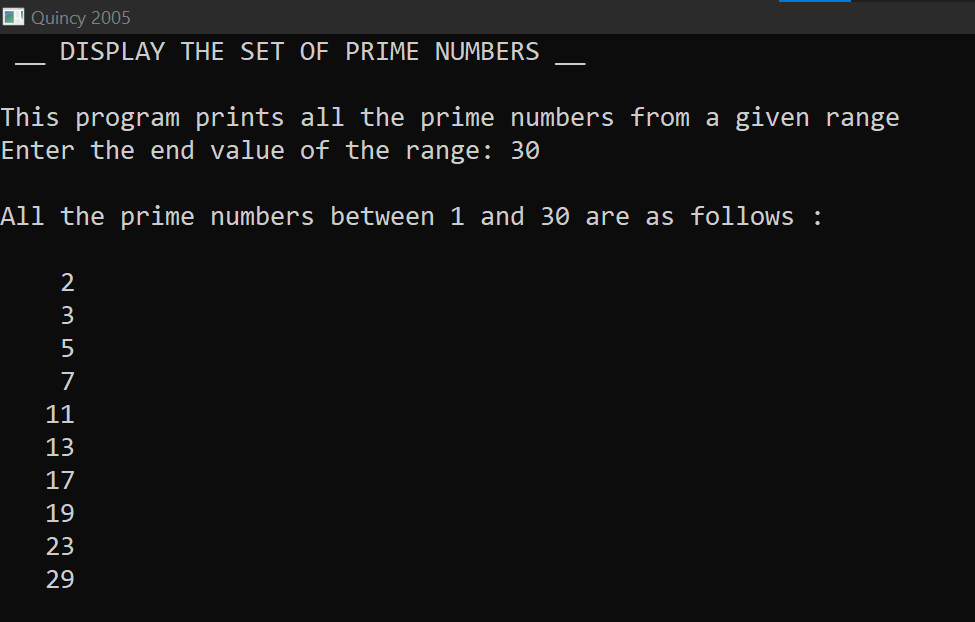 Quincy 2005
__ DISPLAY THE SET OF PRIME NUMBERS __
This program prints all the prime numbers from a given range
Enter the end value of the range: 30
All the prime numbers between 1 and 30 are as follows :
2
3
5
7
11
13
17
19
23
29